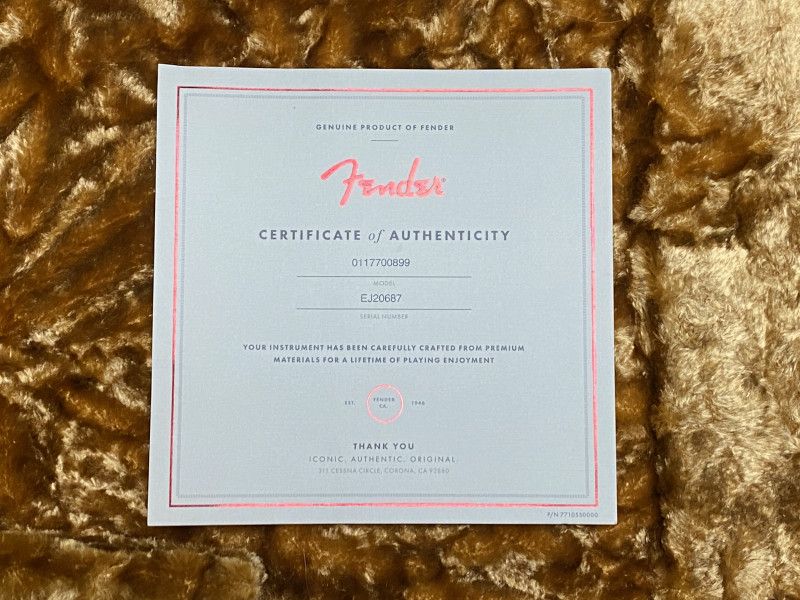 GENUINE PRODUCT OF FENDER
Fender®
CERTIFICATE of AUTHENTICITY
0117700899
MODEL
EJ20687
SERIAL NUMBER
YOUR INSTRUMENT HAS BEEN CAREFULLY CRAFTED FROM PREMIUM
MATERIALS FOR A LIFETIME OF PLAYING ENJOYMENT
EST. FENDER CA. 1946
THANK YOU
ICONIC. AUTHENTIC. ORIGINAL.
311 CESSNA CIRCLE, CORONA, CA 92880
P/N 7710550000